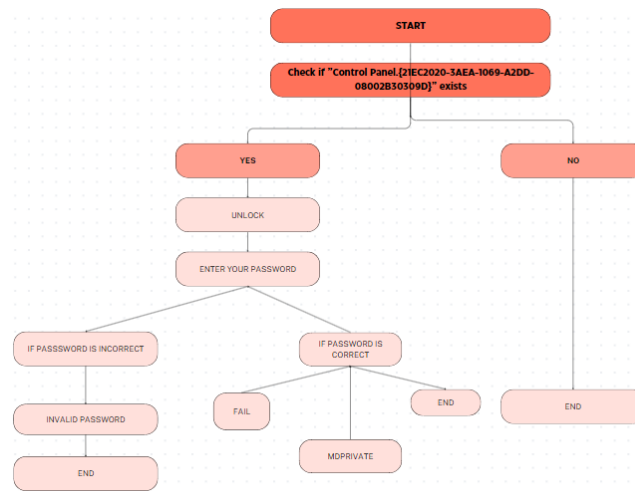 START
Check if "Control Panel.{21EC2020-3AEA-1069-A2DD-
08002B30309D}" exists
YES
NO
UNLOCK
ENTER YOUR PASSWORD
IF PASSSWORD IS INCORRECT
IF PASSWORD IS
CORRECT
INVALID PASSWORD
FAIL
END
END
MDPRIVATE
END